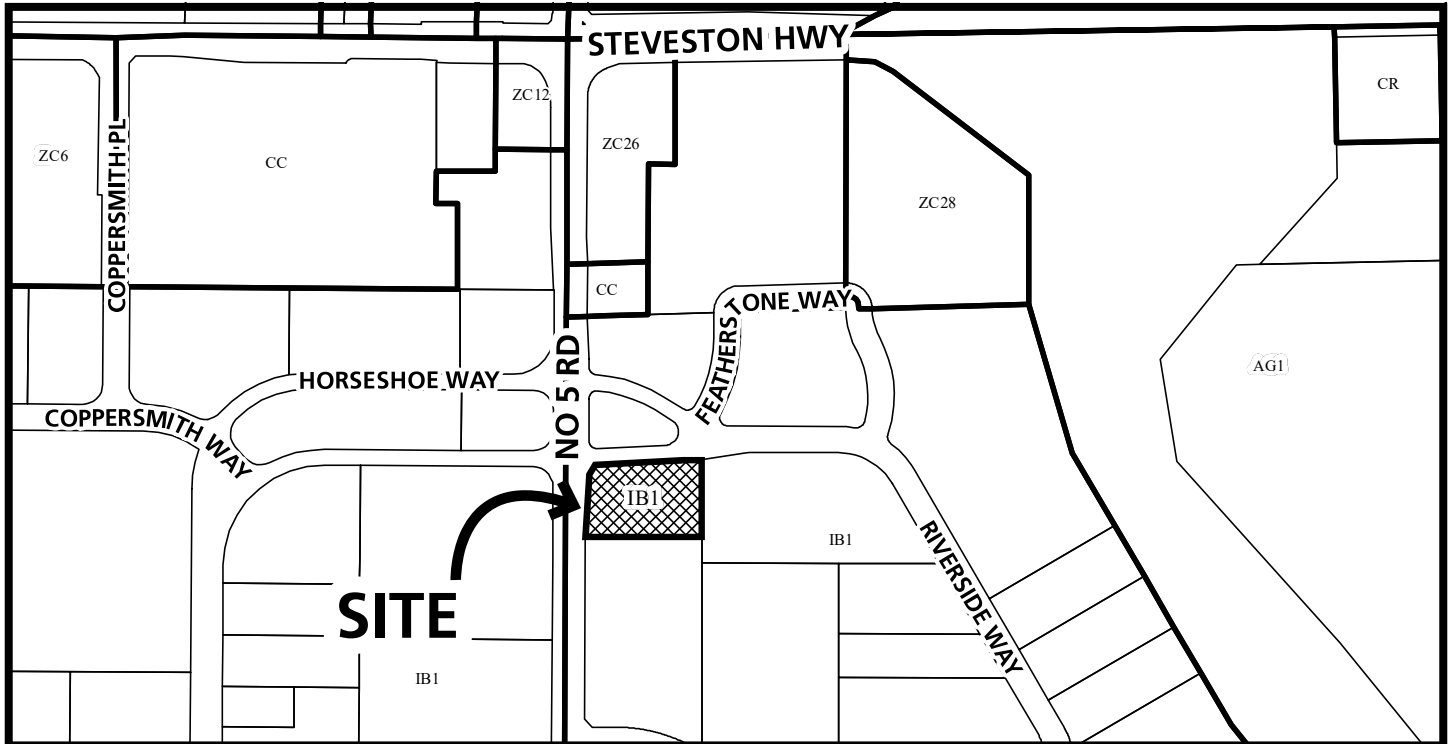 STEVESTON HWY
CR
ZC12
ZC26
ZC6
CC
COPPERSMITH PL
ZC28
CC
FEATHERSTONE WAY
NO 5 RD
AG1
HORSESHOE WAY
COPPERSMITH WAY
IB1
IB1
RIVERSIDE WAY
SITE
IB1